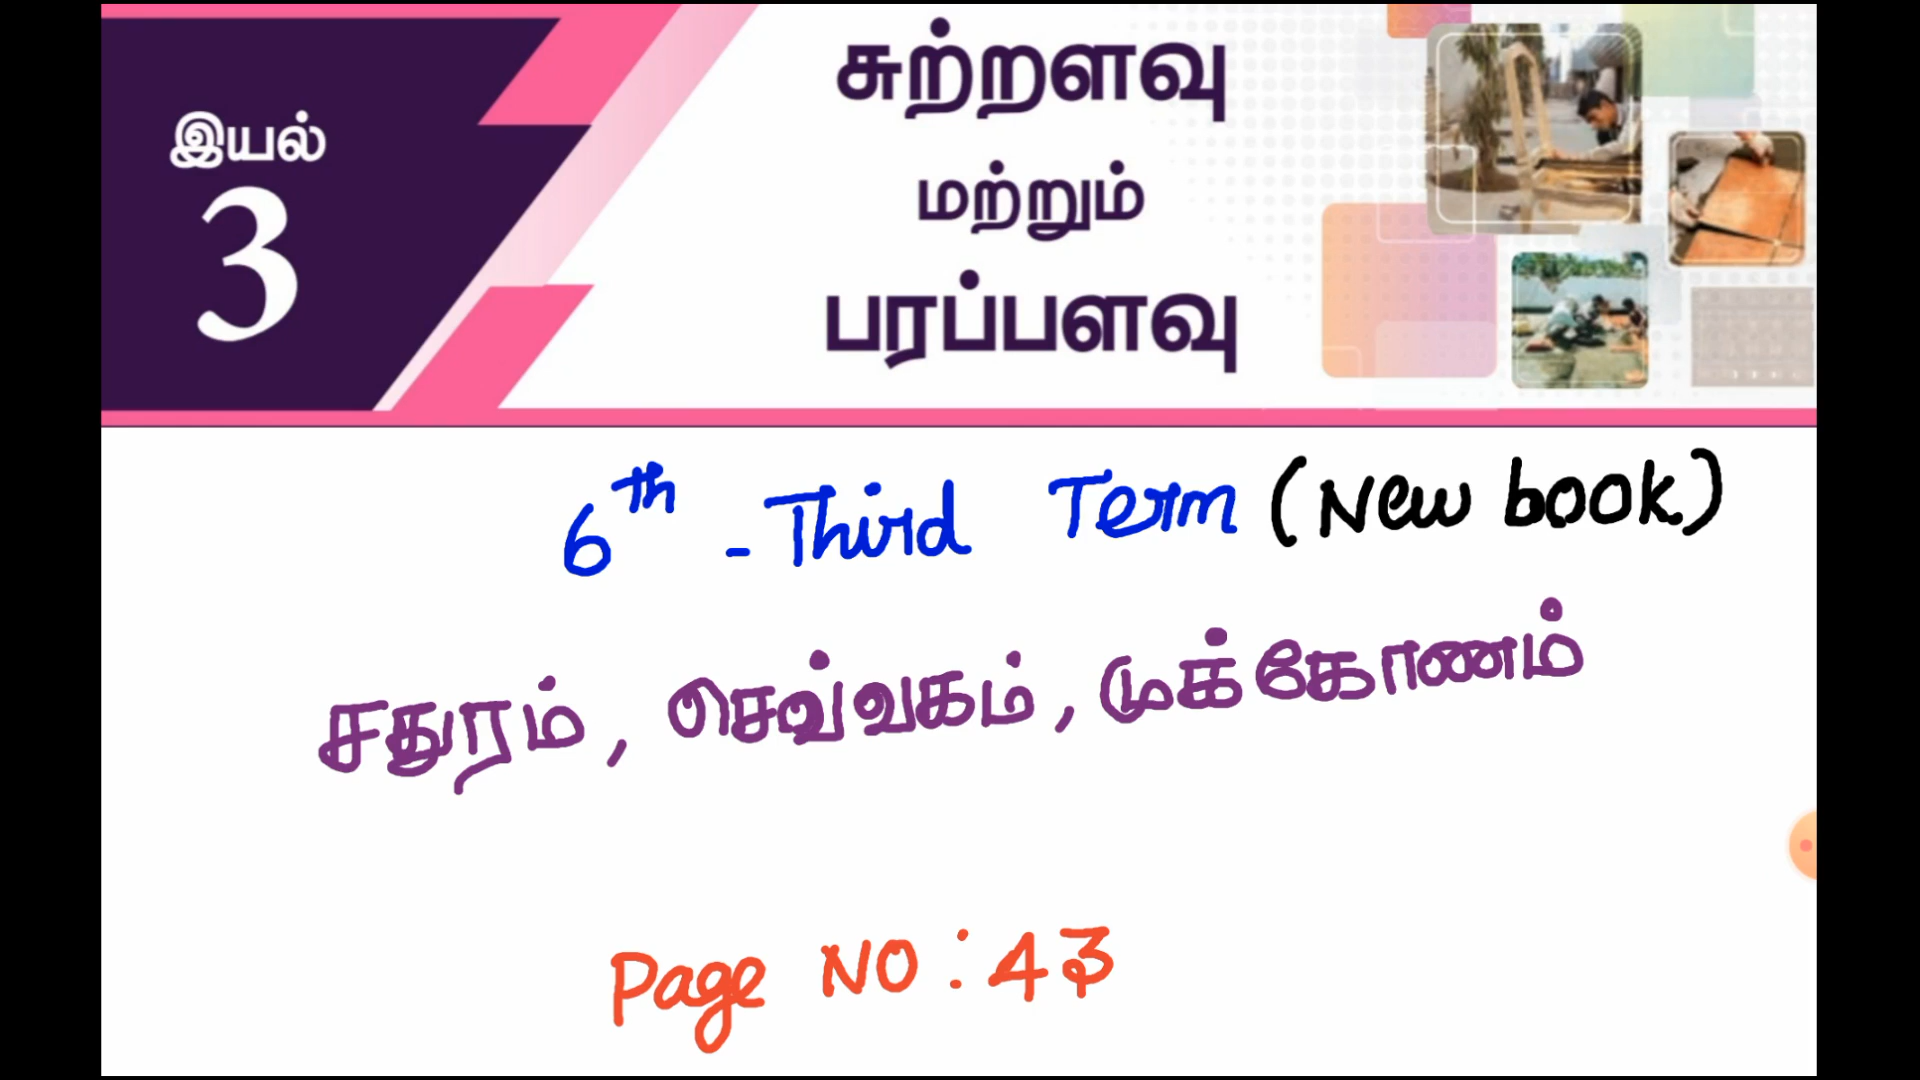 இயல்
3
சுற்றளவு
மற்றும்
பரப்பளவு
6th - Third Term (New book)
சதுரம், செவ்வகம், முக்கோணம்
Page No : 43